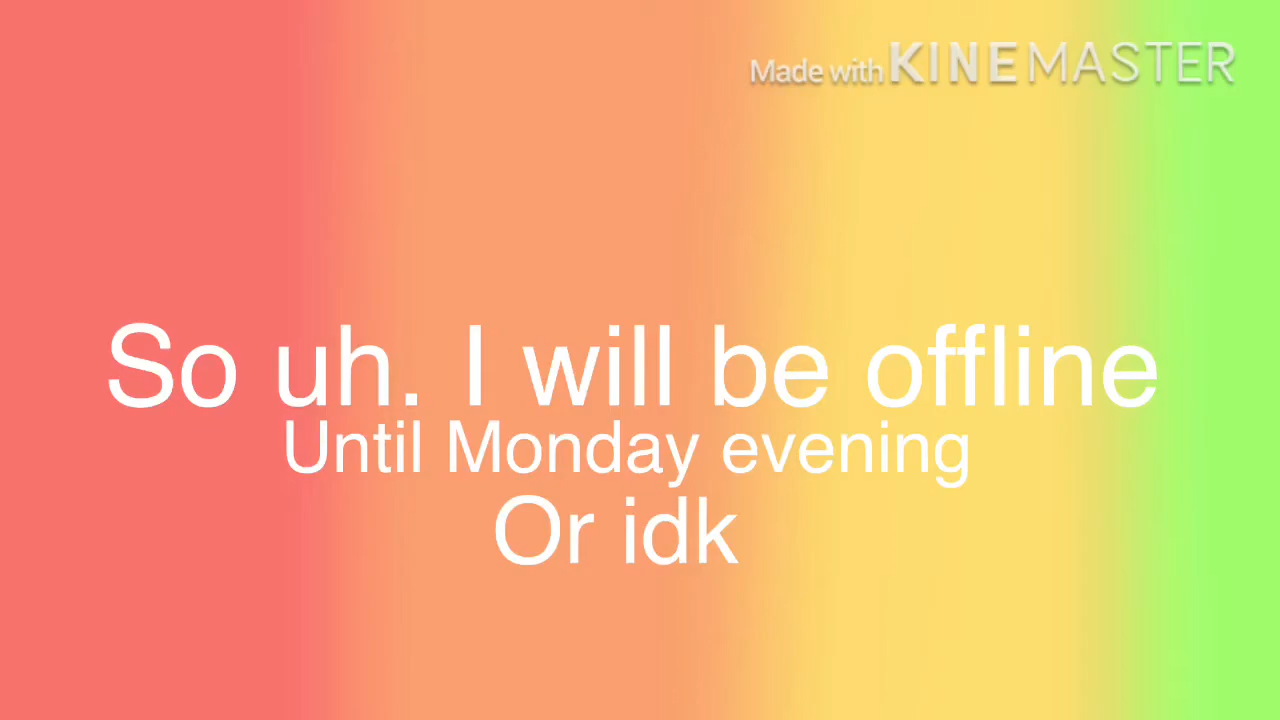 Made with KINEMASTER
So uh. I will be offline
Until Monday evening
Or idk